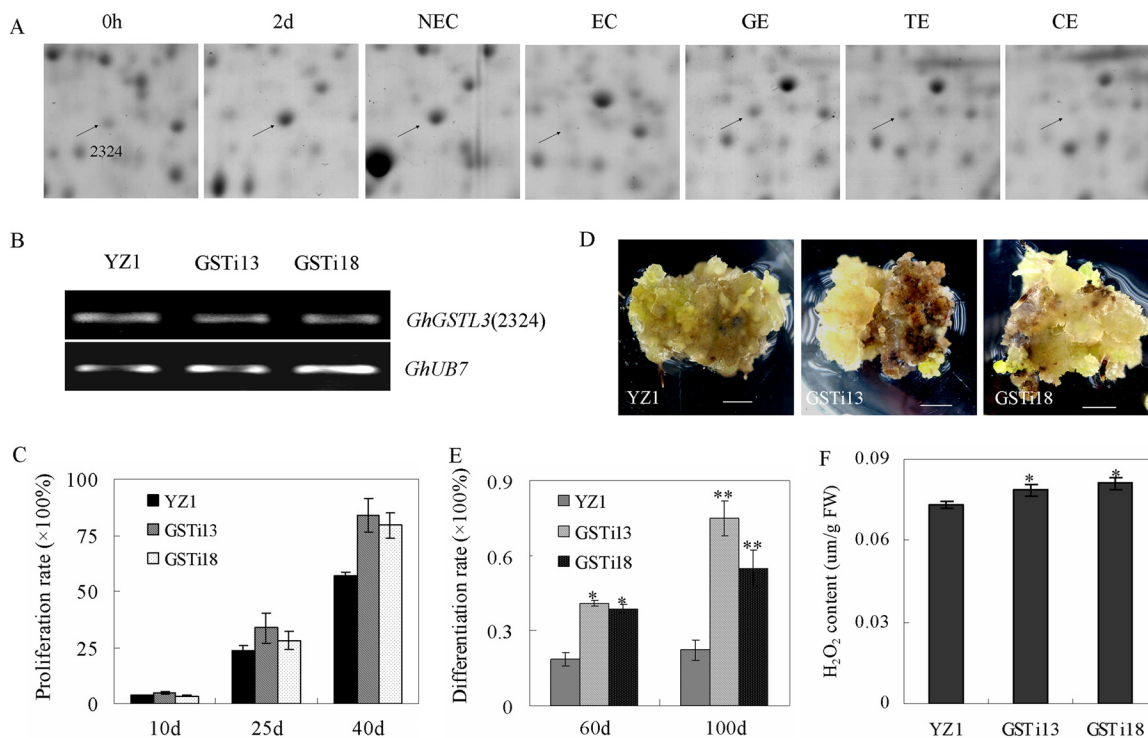 A
0h 2d NEC EC GE TE CE
2324
B
YZ1 GSTi13 GSTi18
GhGSTL3(2324)
GhUB7
D
YZ1
GSTi13
GSTi18
C
Proliferation rate (×100%)
100
75
50
25
0
YZ1
GSTi13
GSTi18
10d 25d 40d
E
Differentiation rate (×100%)
0.9
0.6
0.3
0
YZ1
GSTi13
GSTi18
* *
** **
60d 100d
F
H₂O₂ content (um/g FW)
0.09
0.06
0.03
0
* *
YZ1 GSTi13 GSTi18